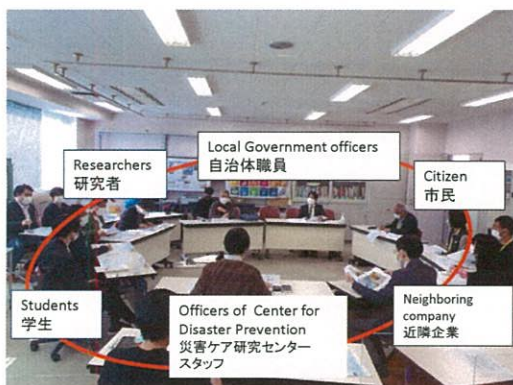 Local Government officers
自治体職員
Researchers
研究者
Citizen
市民
Students
学生
Officers of Center for
Disaster Prevention
災害ケア研究センター
スタッフ
Neighboring
company
近隣企業